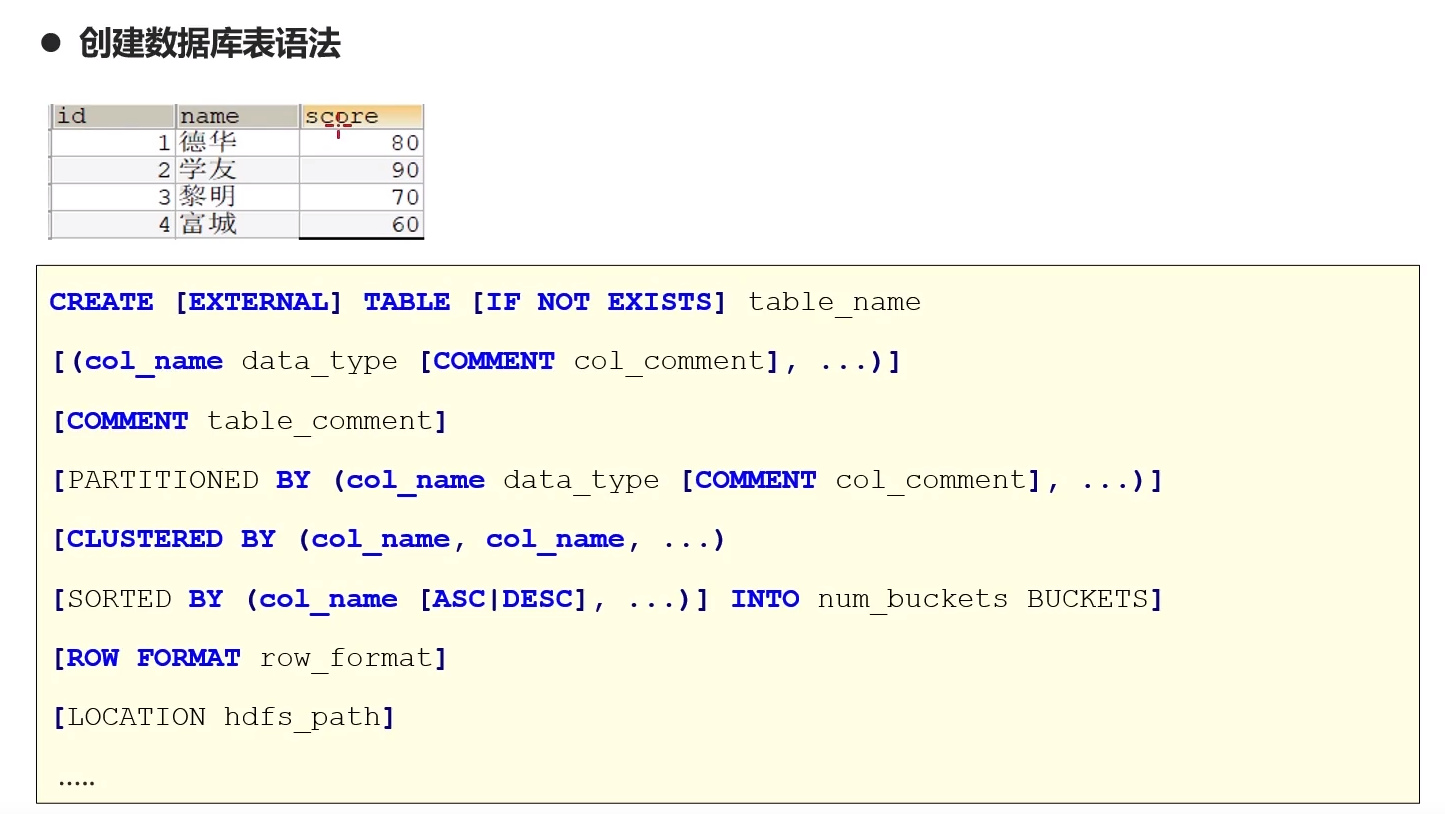 ● 创建数据库表语法
id name score
1 德华 80
2 学友 90
3 黎明 70
4 富城 60
CREATE [EXTERNAL] TABLE [IF NOT EXISTS] table_name
[(col_name data_type [COMMENT col_comment], ...)]
[COMMENT table_comment]
[PARTITIONED BY (col_name data_type [COMMENT col_comment], ...)]
[CLUSTERED BY (col_name, col_name, ...)
[SORTED BY (col_name [ASC|DESC], ...)] INTO num_buckets BUCKETS]
[ROW FORMAT row_format]
[LOCATION hdfs_path]
.....